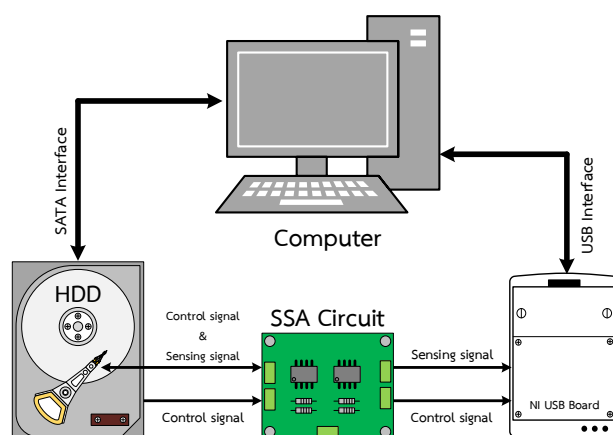 SATA Interface
USB Interface
Computer
HDD
Control signal
&
Sensing signal
SSA Circuit
Sensing signal
Control signal
Control signal
NI USB Board